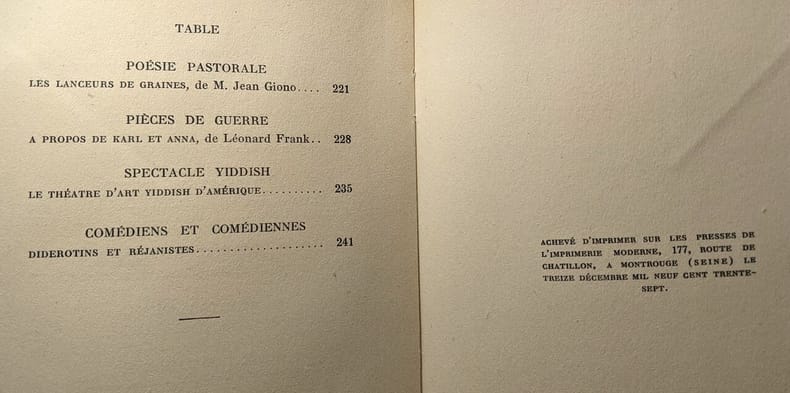 TABLE
POÉSIE PASTORALE
LES LANCEURS DE GRAINES, de M. Jean Giono.... 221
PIÈCES DE GUERRE
A PROPOS DE KARL ET ANNA, de Léonard Frank.. 228
SPECTACLE YIDDISH
LE THÉATRE D'ART YIDDISH D'AMÉRIQUE.......... 235
COMÉDIENS ET COMÉDIENNES
DIDEROTINS ET RÉJANISTES.................... 241
ACHEVÉ D'IMPRIMER SUR LES PRESSES DE
L'IMPRIMERIE MODERNE, 177, ROUTE DE
CHATILLON, A MONTROUGE (SEINE) LE
TREIZE DÉCEMBRE MIL NEUF CENT TRENTE-
SEPT.